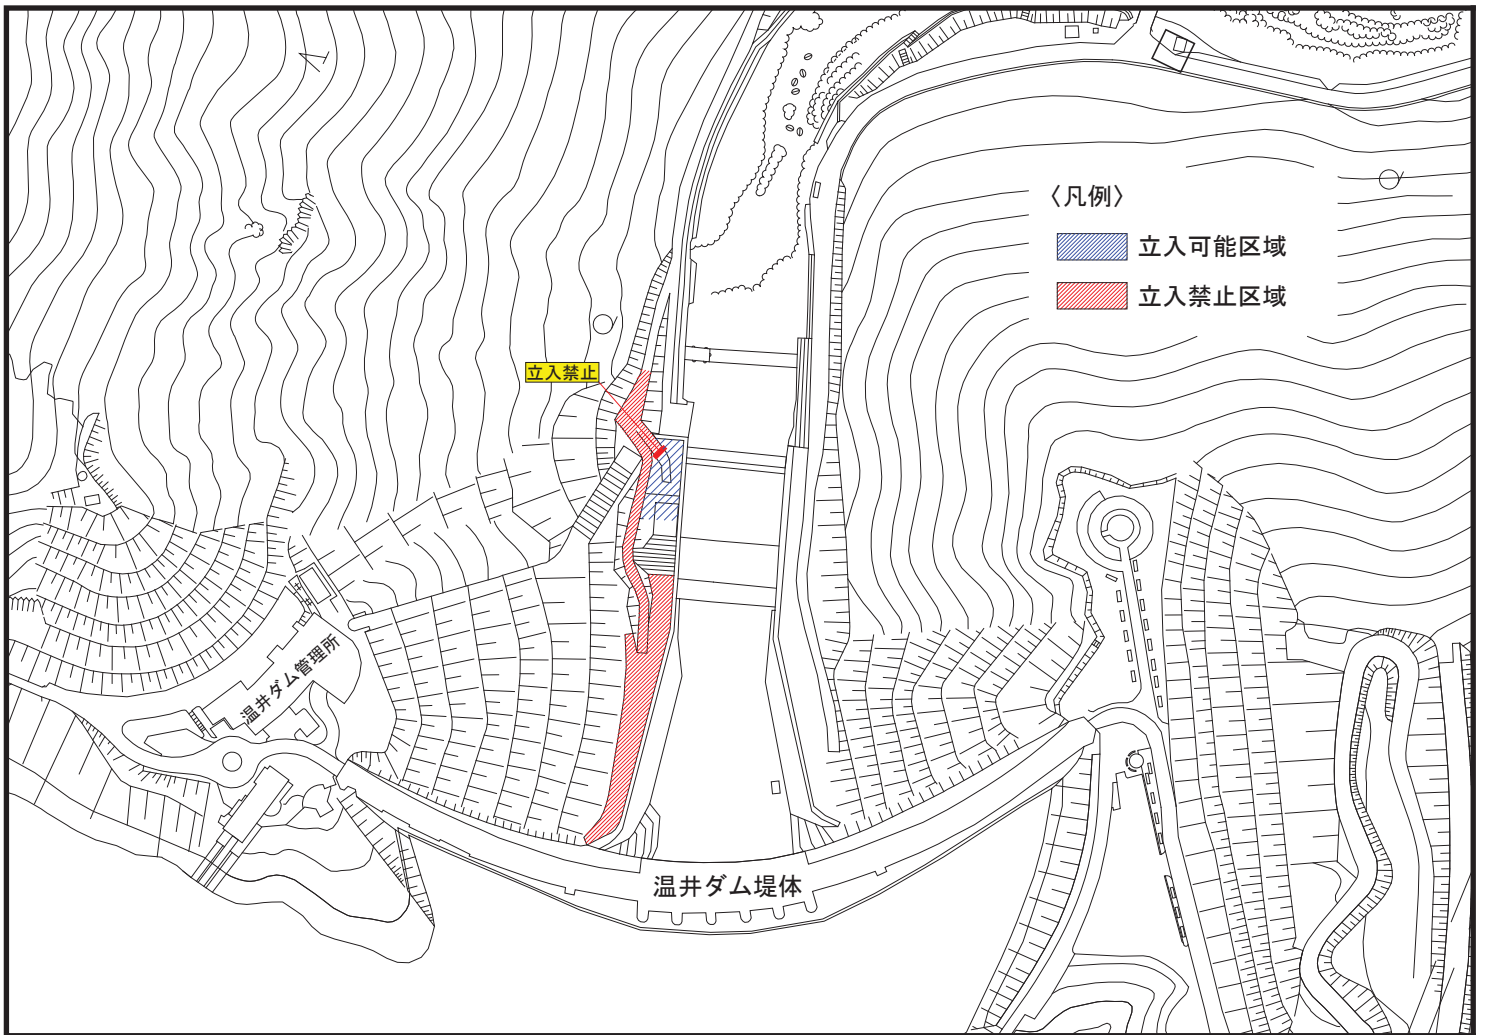 〈凡例〉
立入可能区域
立入禁止区域
立入禁止
温井ダム管理所
温井ダム堤体